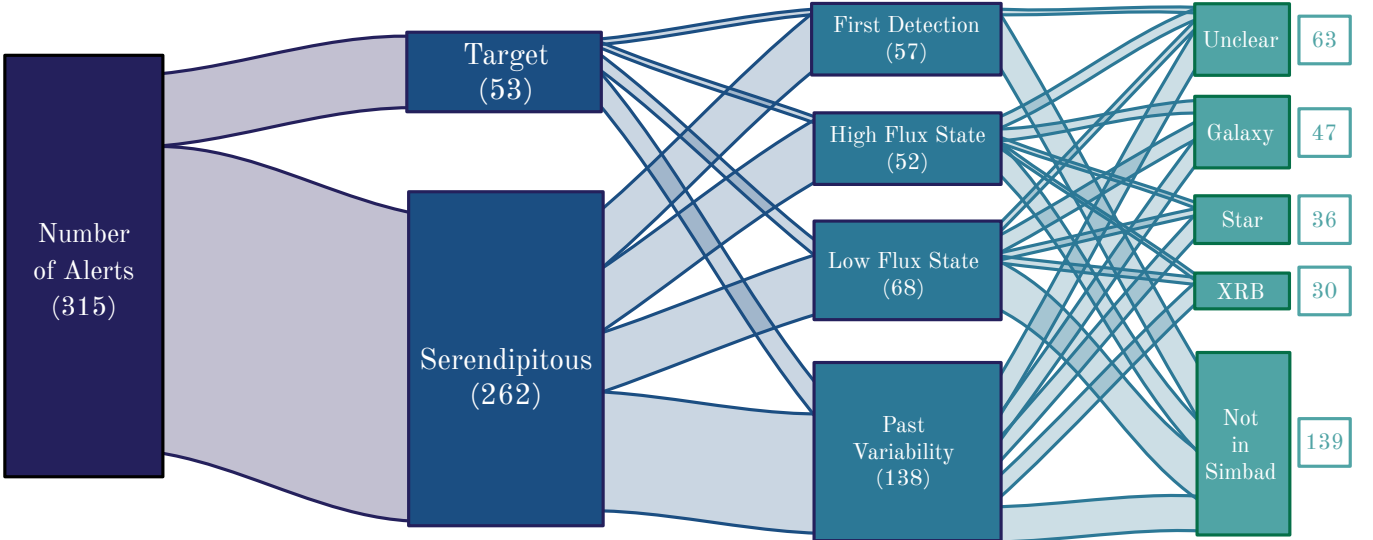 Number
of Alerts
(315)
Target
(53)
Serendipitous
(262)
First Detection
(57)
High Flux State
(52)
Low Flux State
(68)
Past
Variability
(138)
Unclear
63
Galaxy
47
Star
36
XRB
30
Not
in
Simbad
139